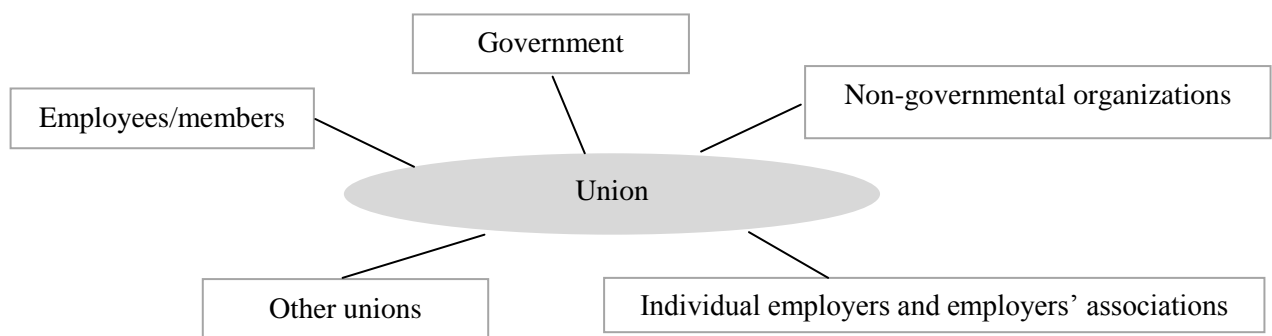 Government
Non-governmental organizations
Employees/members
Union
Other unions
Individual employers and employers’ associations